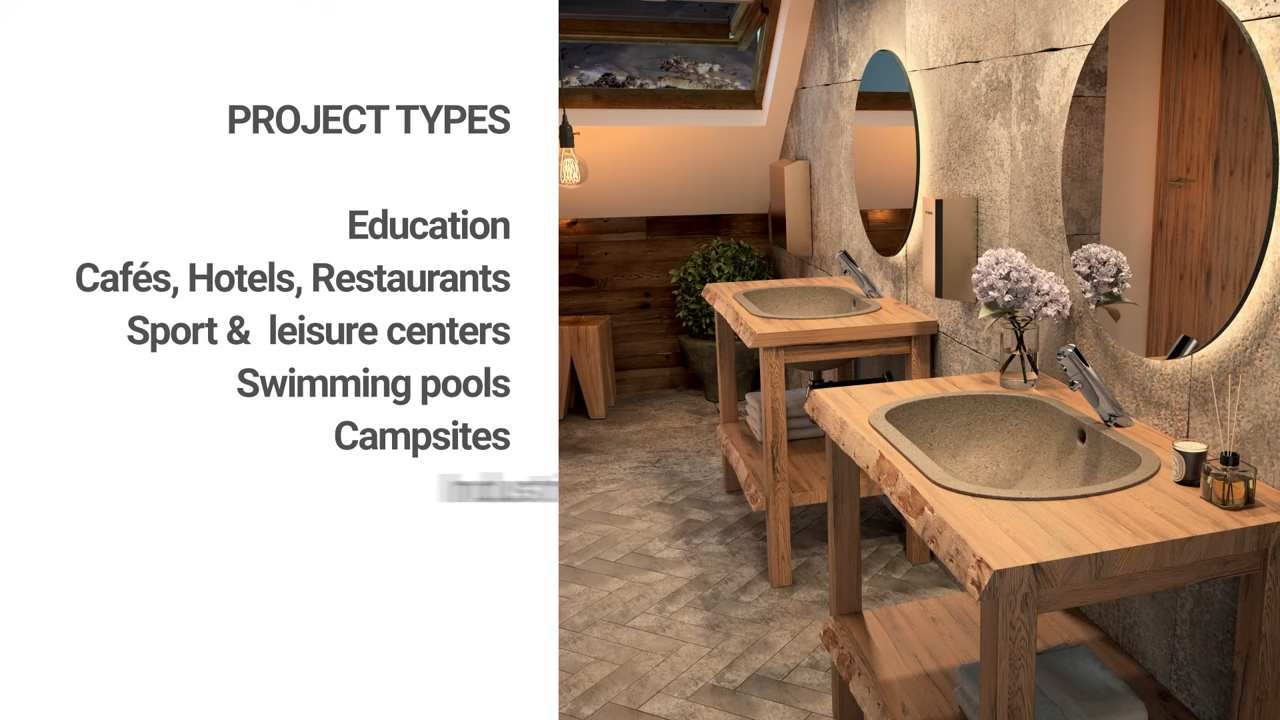 PROJECT TYPES
Education
Cafés, Hotels, Restaurants
Sport & leisure centers
Swimming pools
Campsites